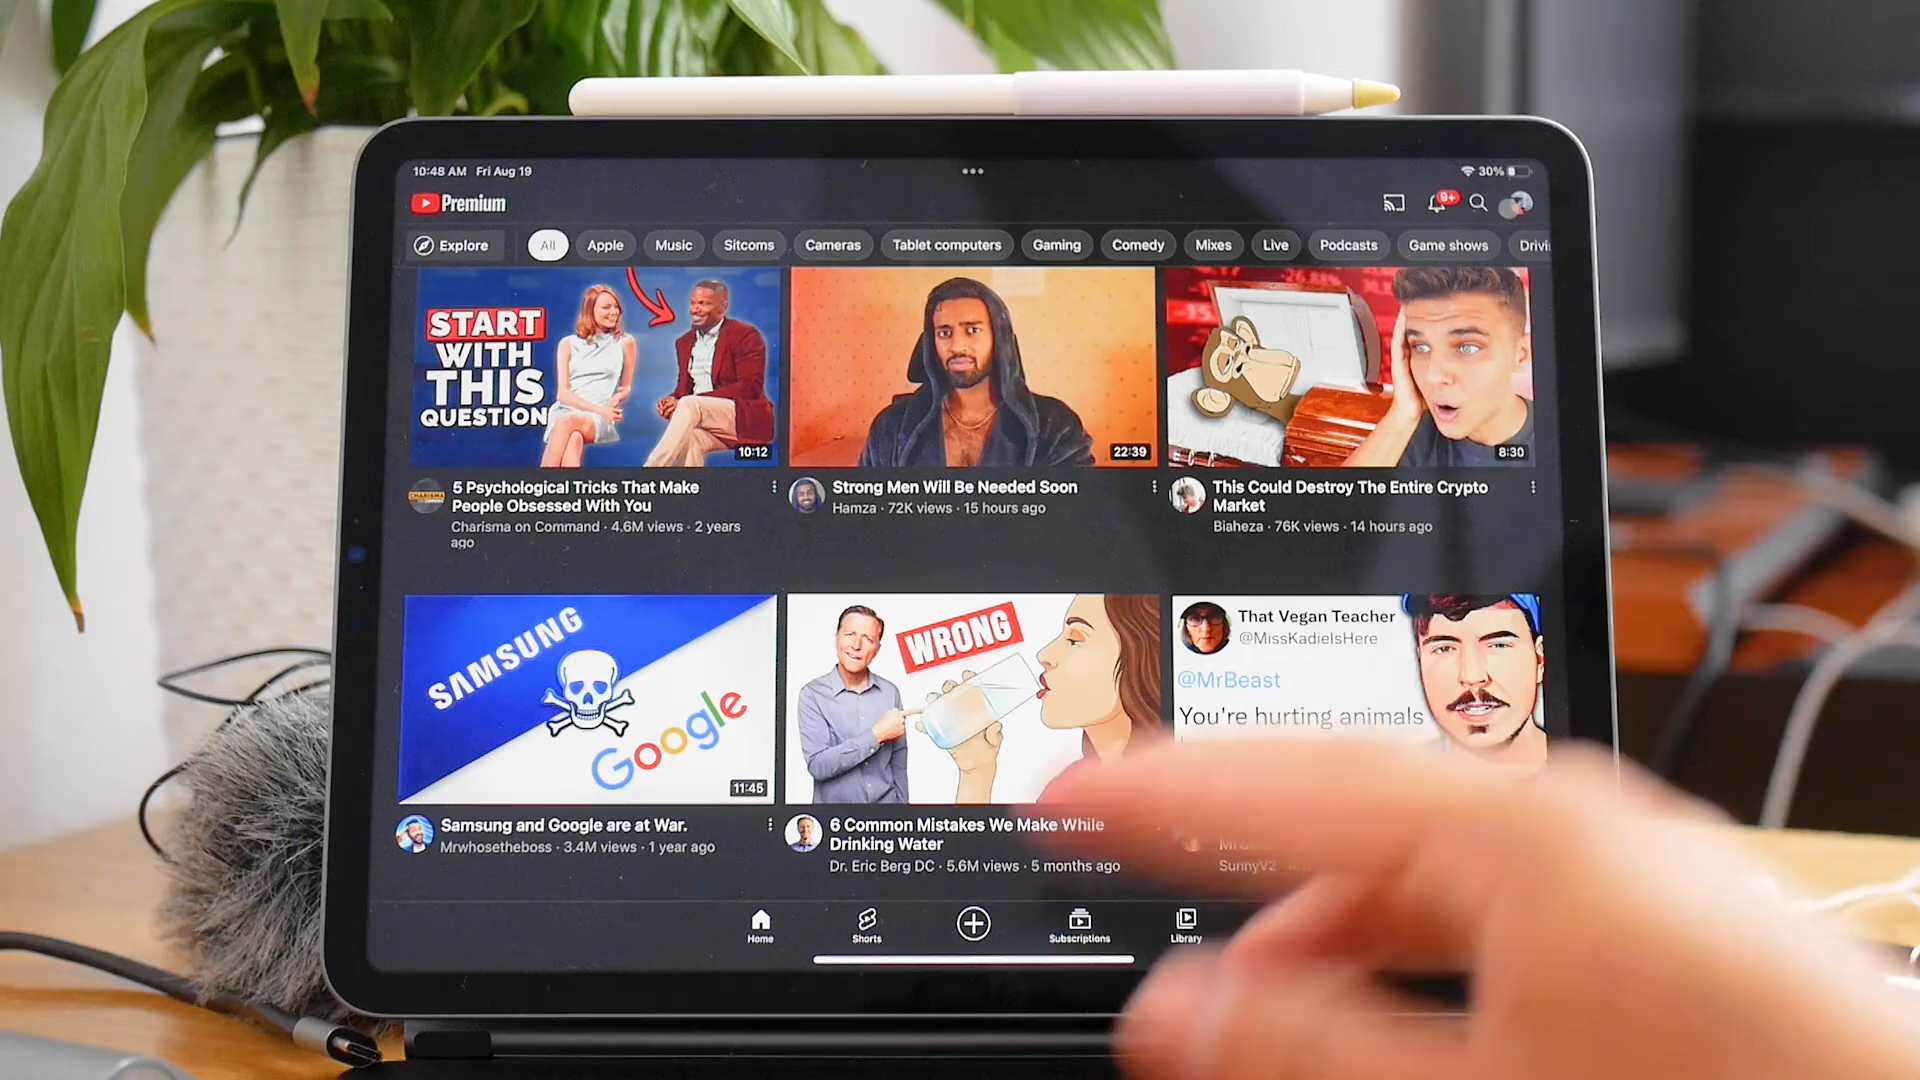 10:48 AM Fri Aug 19
30%
Premium
9+
Explore
All
Apple
Music
Sitcoms
Cameras
Tablet computers
Gaming
Comedy
Mixes
Live
Podcasts
Game shows
START
WITH
THIS
QUESTION
10:12
22:39
8:30
CHARISMA
5 Psychological Tricks That Make
People Obsessed With You
Charisma on Command · 4.6M views · 2 years
ago
Strong Men Will Be Needed Soon
Hamza · 72K views · 15 hours ago
This Could Destroy The Entire Crypto
Market
Biaheza · 76K views · 14 hours ago
SAMSUNG
Google
11:45
WRONG
That Vegan Teacher
@MissKadieIsHere
@MrBeast
You're hurting animals
Samsung and Google are at War.
Mrwhosetheboss · 3.4M views · 1 year ago
6 Common Mistakes We Make While
Drinking Water
Dr. Eric Berg DC · 5.6M views · 5 months ago
SunnyV2
Home
Shorts
Subscriptions
Library